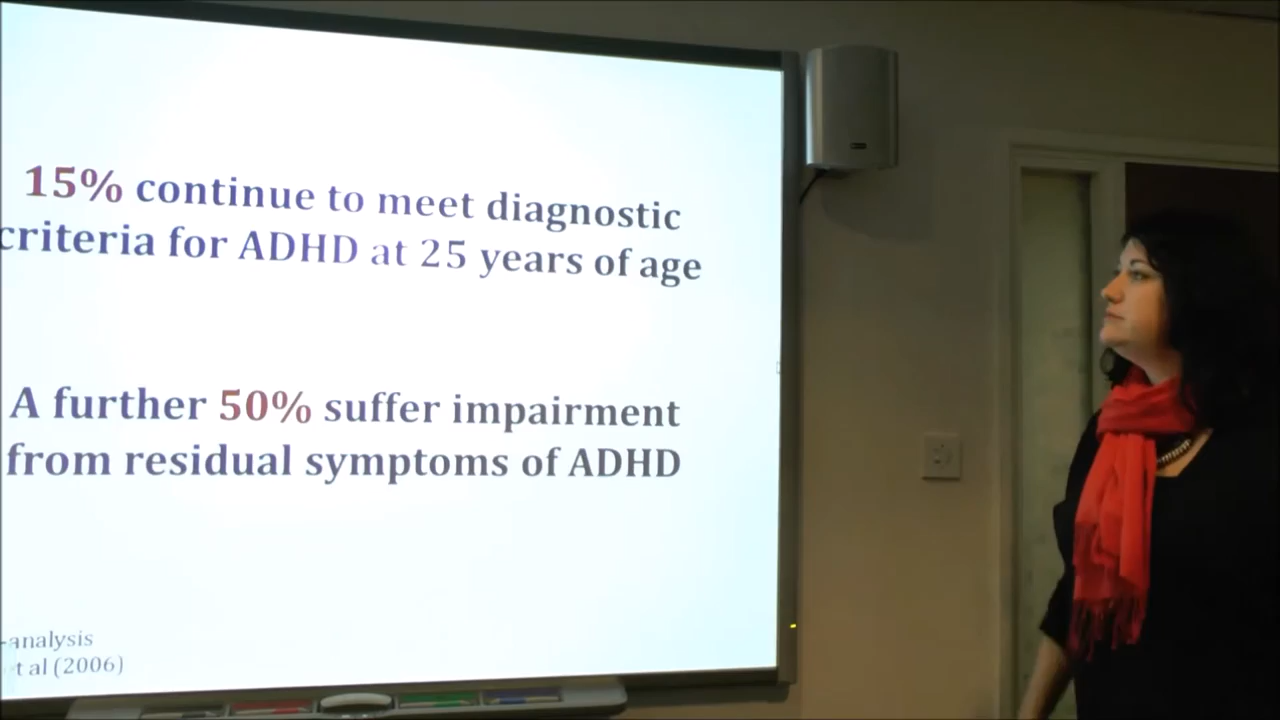 15% continue to meet diagnostic
criteria for ADHD at 25 years of age
A further 50% suffer impairment
from residual symptoms of ADHD
-analysis
t al (2006)